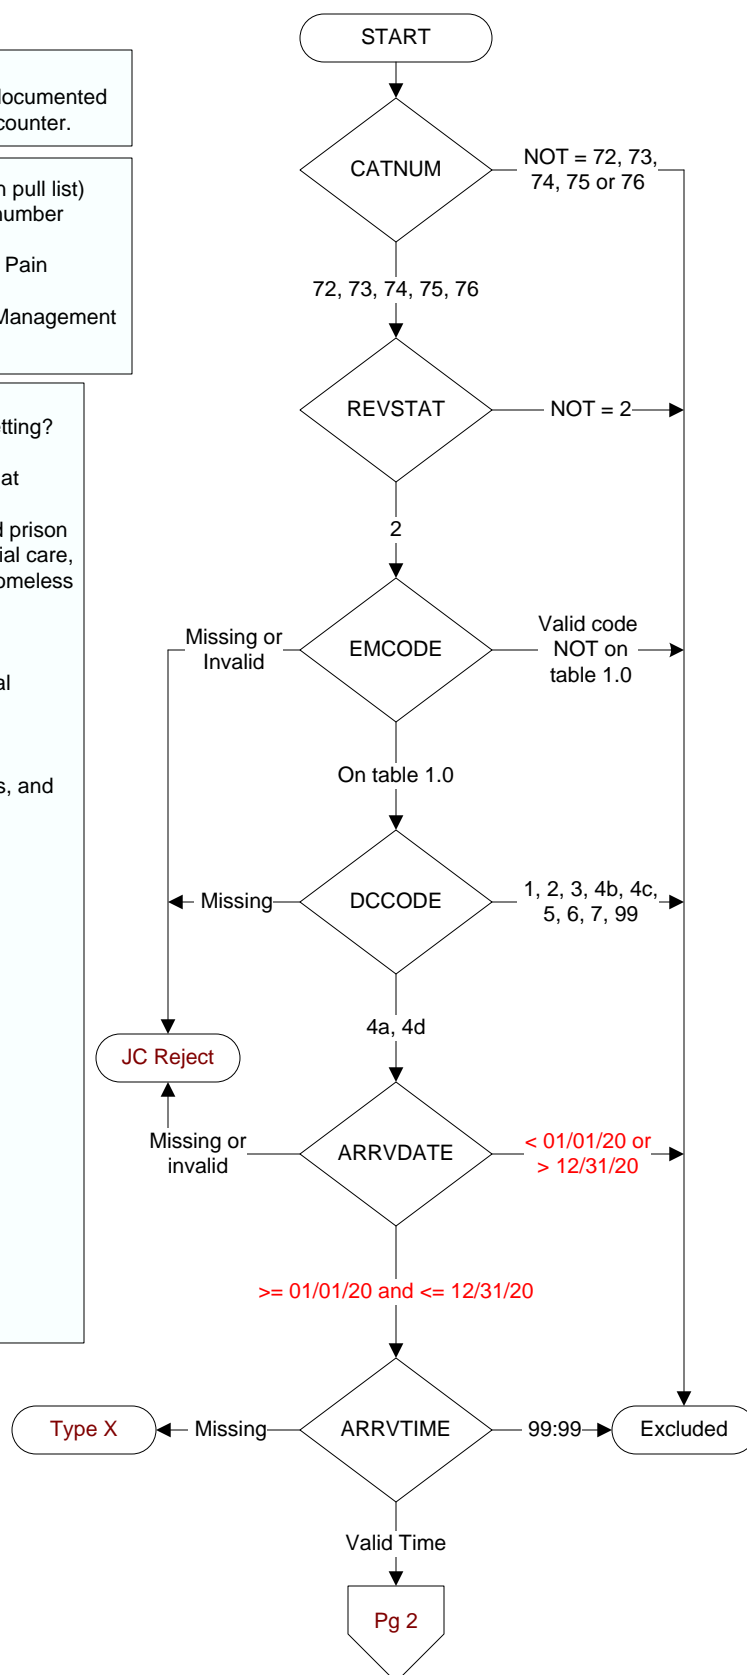 START
documented
counter.
CATNUM
NOT = 72, 73,
74, 75 or 76
pull list)
number
Pain
Management
72, 73, 74, 75, 76
REVSTAT
NOT = 2
at
prison
care,
homeless
2
Missing or
Invalid
EMCODE
Valid code
NOT on
table 1.0
and
On table 1.0
Missing
DCCODE
1, 2, 3, 4b, 4c,
5, 6, 7, 99
4a, 4d
JC Reject
Missing or
invalid
ARRVDATE
< 01/01/20 or
> 12/31/20
>= 01/01/20 and <= 12/31/20
Type X
Missing
ARRVTIME
99:99
Excluded
Valid Time
Pg 2